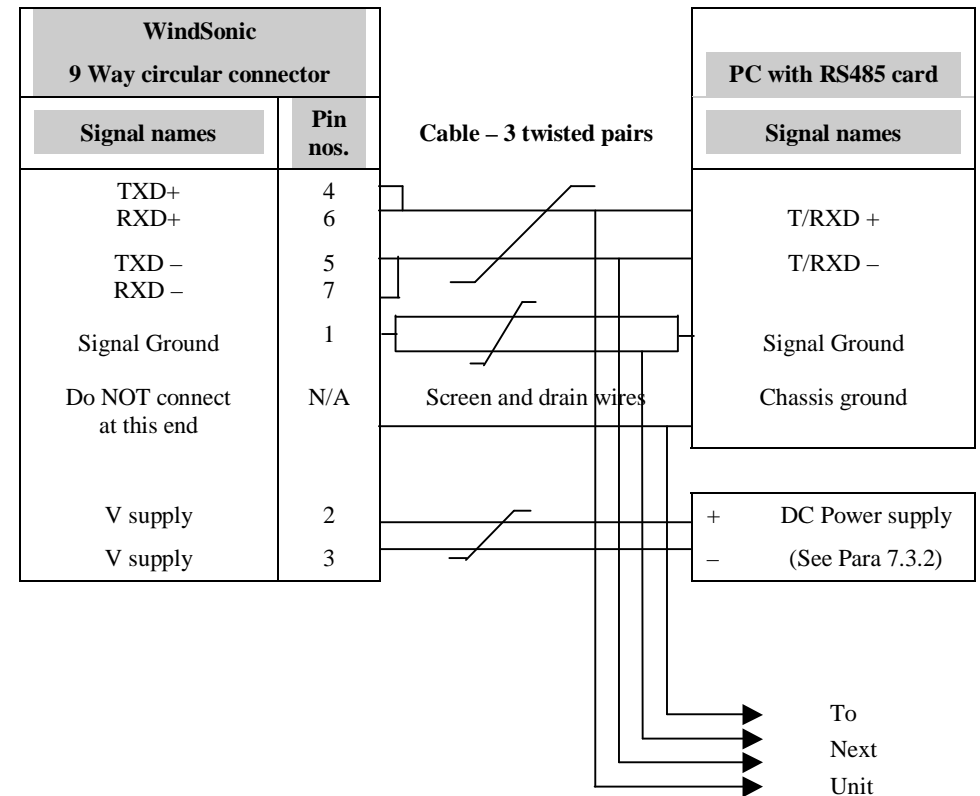 WindSonic
9 Way circular connector
PC with RS485 card
Signal names
Pin
nos.
Cable – 3 twisted pairs
Signal names
TXD+ 4
RXD+ 6 T/RXD +
TXD – 5 T/RXD –
RXD – 7
Signal Ground 1 Signal Ground
Do NOT connect N/A Screen and drain wires Chassis ground
at this end
V supply 2 + DC Power supply
V supply 3 – (See Para 7.3.2)
To
Next
Unit